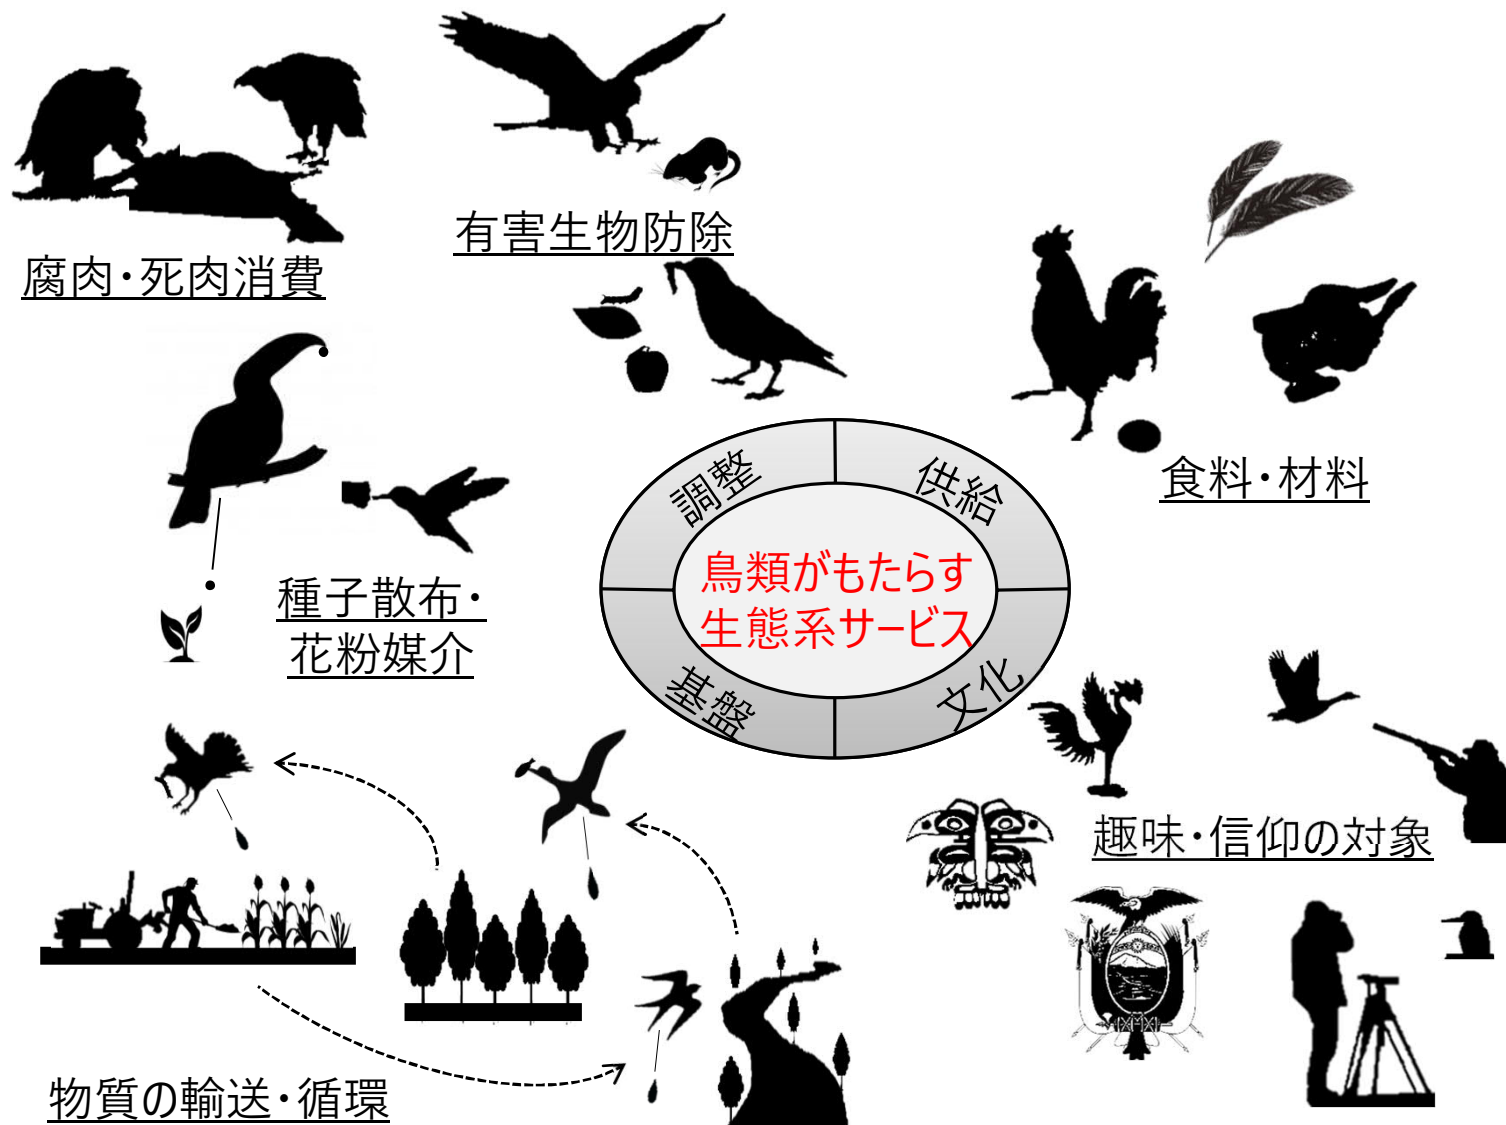 有害生物防除
腐肉・死肉消費
食料・材料
調整
供給
鳥類がもたらす
生態系サービス
基盤
文化
種子散布・
花粉媒介
趣味・信仰の対象
物質の輸送・循環